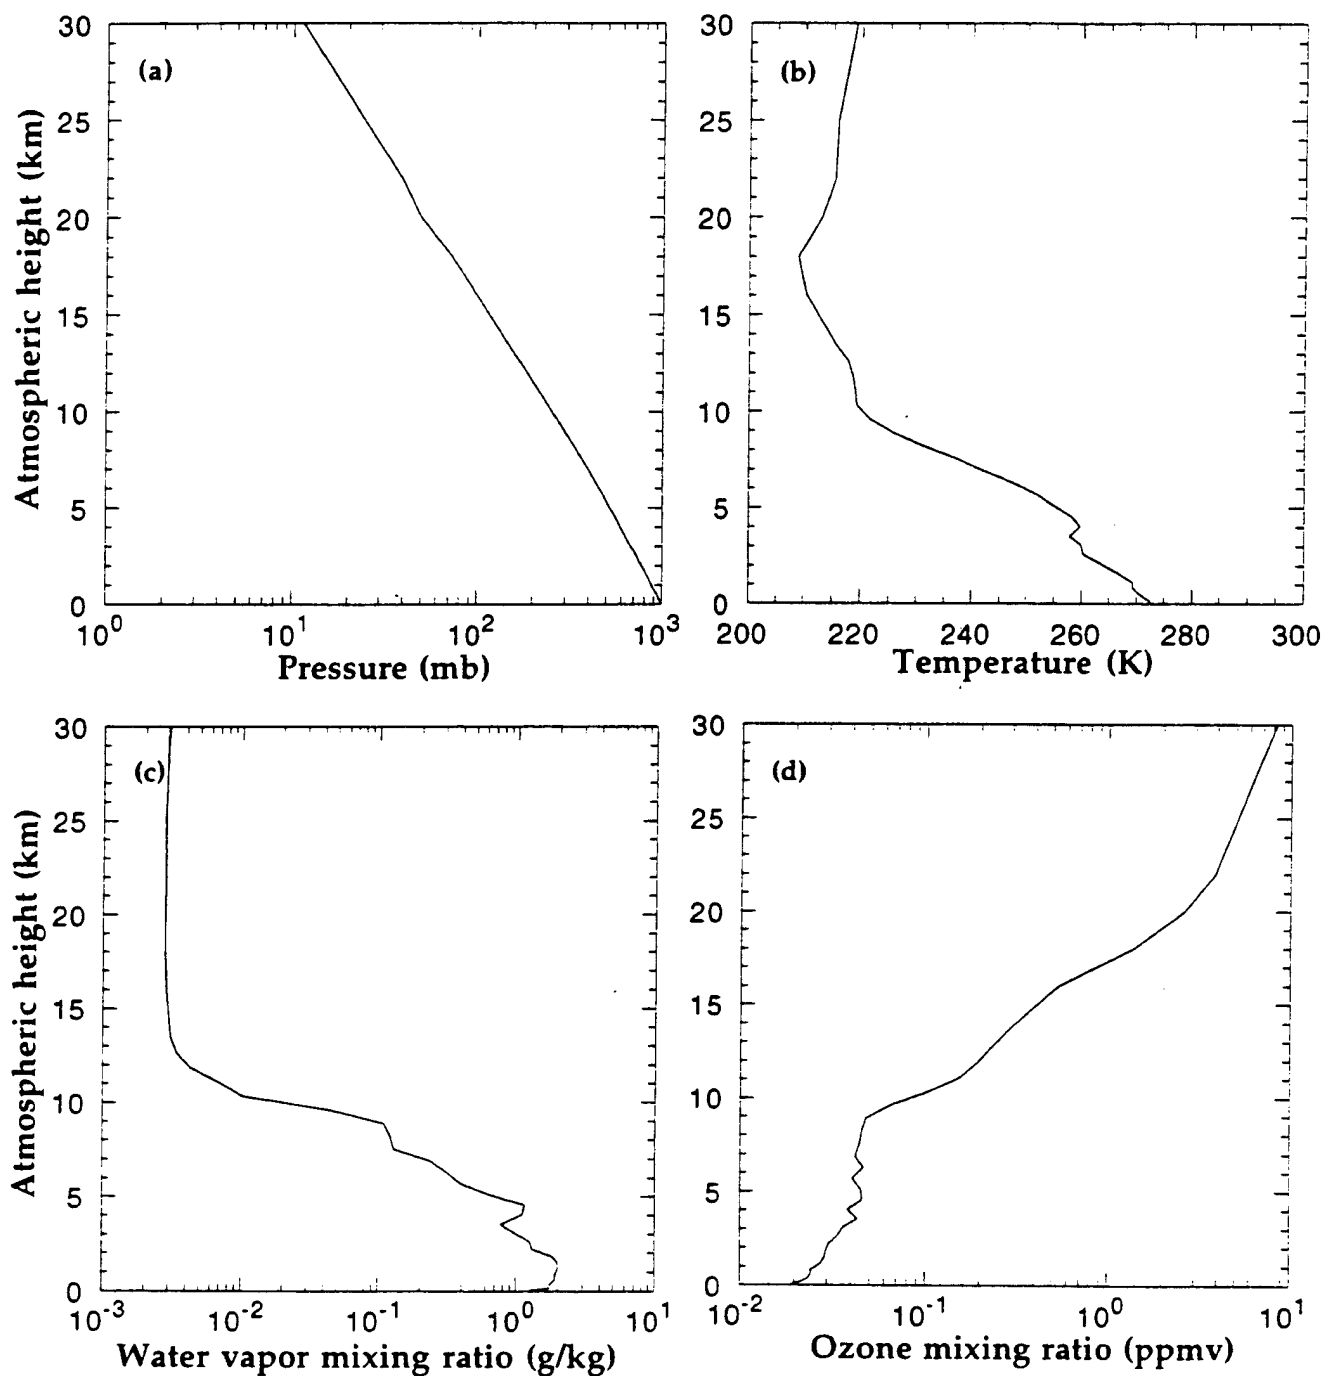 (a)
30
25
20
15
10
5
0
Atmospheric height (km)
10^0 10^1 10^2 10^3
Pressure (mb)
(b)
30
25
20
15
10
5
0
200 220 240 260 280 300
Temperature (K)
(c)
30
25
20
15
10
5
0
Atmospheric height (km)
10^-3 10^-2 10^-1 10^0 10^1
Water vapor mixing ratio (g/kg)
(d)
30
25
20
15
10
5
0
10^-2 10^-1 10^0 10^1
Ozone mixing ratio (ppmv)